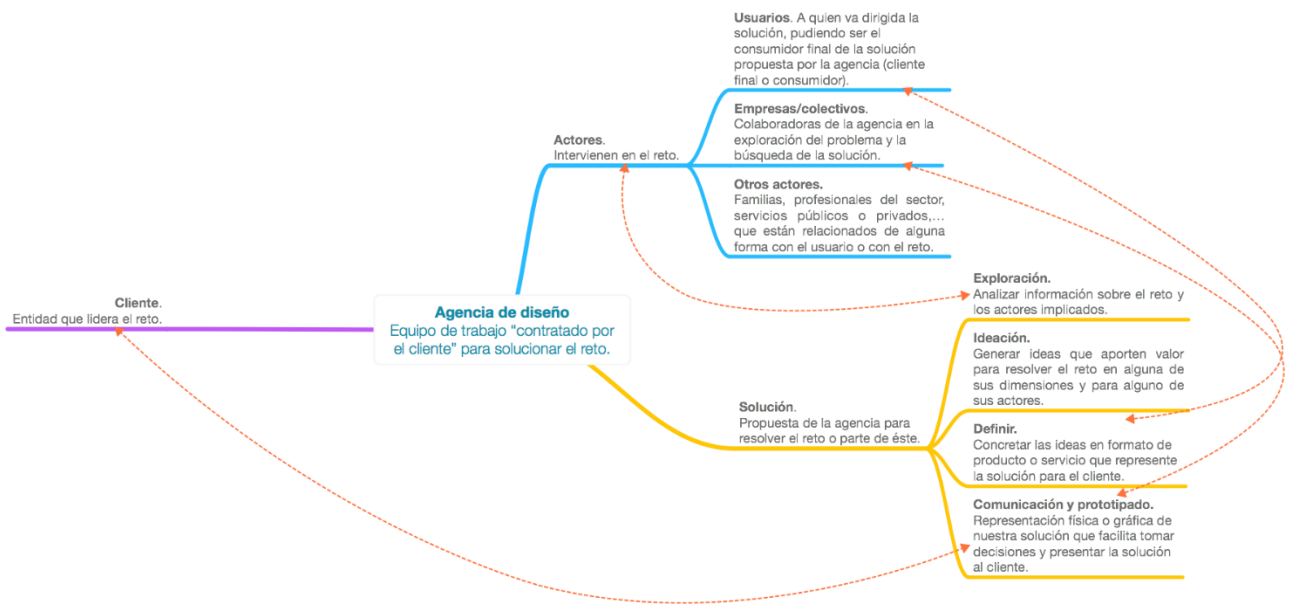 Usuarios. A quien va dirigida la
solución, pudiendo ser el
consumidor final de la solución
propuesta por la agencia (cliente
final o consumidor).
Empresas/colectivos.
Colaboradoras de la agencia en la
exploración del problema y la
búsqueda de la solución.
Actores.
Intervienen en el reto.
Otros actores.
Familias, profesionales del sector,
servicios públicos o privados,...
que están relacionados de alguna
forma con el usuario o con el reto.
Cliente.
Entidad que lidera el reto.
Agencia de diseño
Equipo de trabajo “contratado por
el cliente” para solucionar el reto.
Exploración.
Analizar información sobre el reto y
los actores implicados.
Ideación.
Generar ideas que aporten valor
para resolver el reto en alguna de
sus dimensiones y para alguno de
sus actores.
Solución.
Propuesta de la agencia para
resolver el reto o parte de éste.
Definir.
Concretar las ideas en formato de
producto o servicio que represente
la solución para el cliente.
Comunicación y prototipado.
Representación física o gráfica de
nuestra solución que facilita tomar
decisiones y presentar la solución
al cliente.